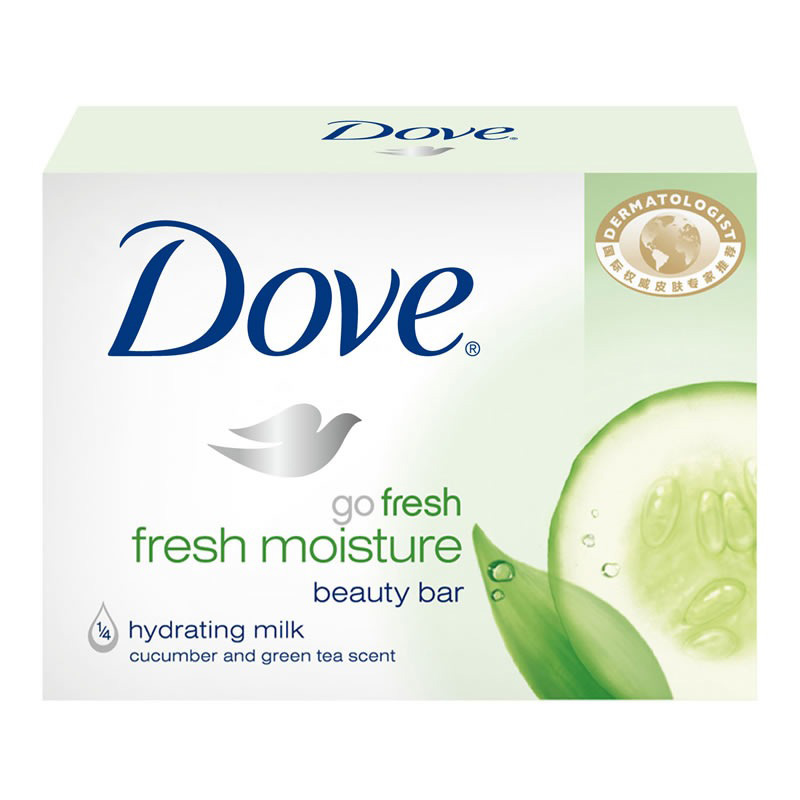 Dove®
Dove®
DERMATOLOGIST
国际权威皮肤专家推荐
go fresh
fresh moisture
beauty bar
1/4 hydrating milk
cucumber and green tea scent